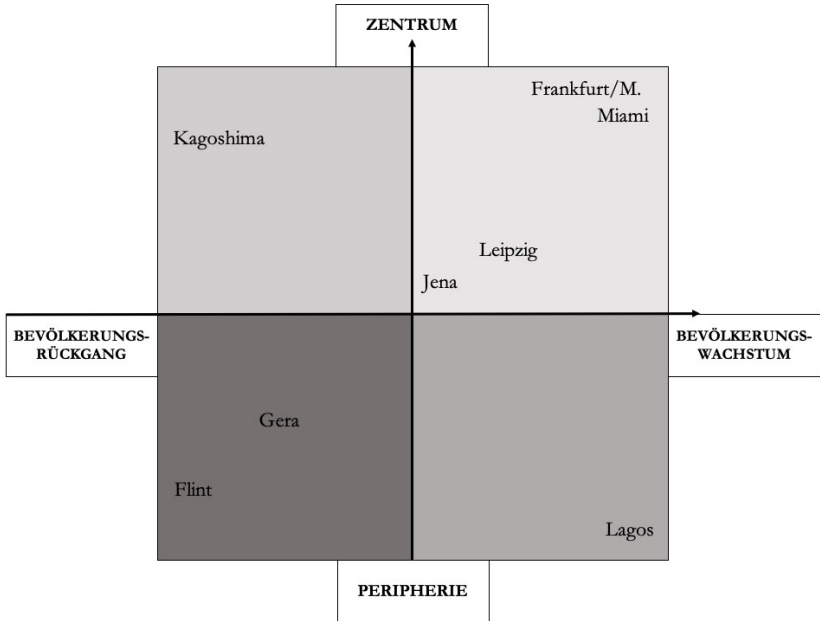 ZENTRUM
Frankfurt/M.
Miami
Kagoshima
Leipzig
Jena
BEVÖLKERUNGS-
RÜCKGANG
BEVÖLKERUNGS-
WACHSTUM
Gera
Flint
Lagos
PERIPHERIE